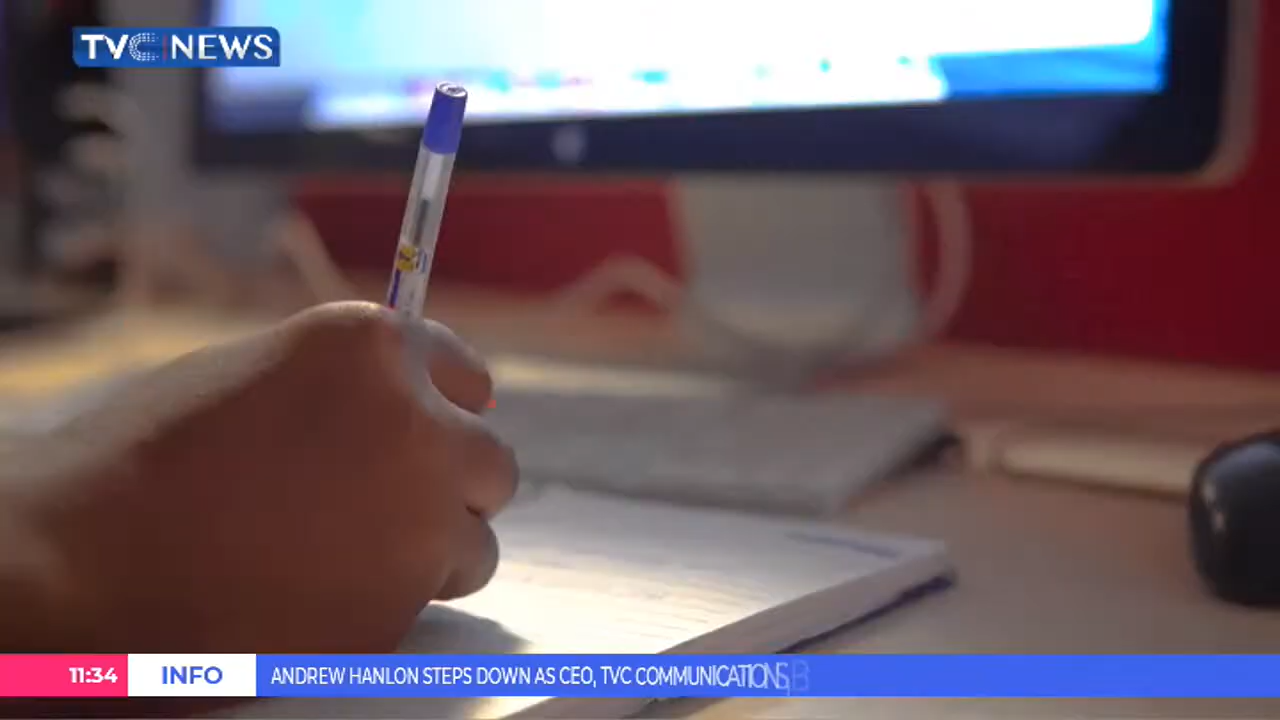 TVC NEWS
11:34 INFO ANDREW HANLON STEPS DOWN AS CEO, TVC COMMUNICATIONS, B